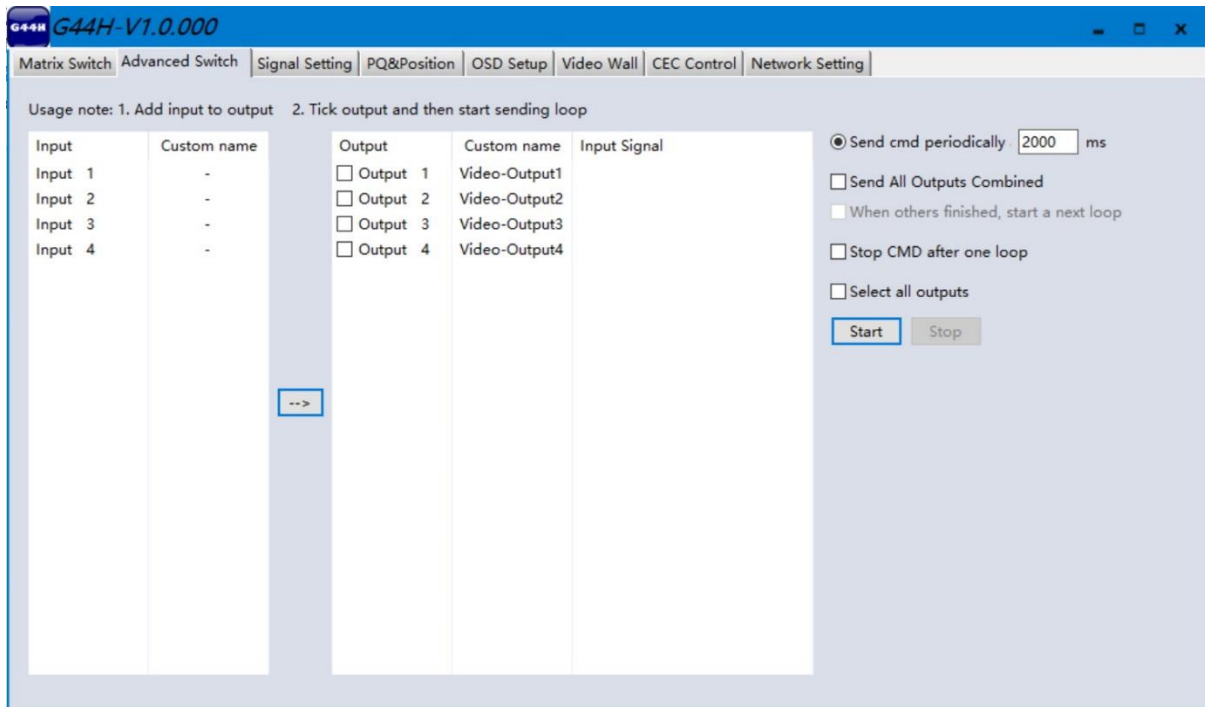 G44H G44H-V1.0.000
Matrix Switch Advanced Switch Signal Setting PQ&Position OSD Setup Video Wall CEC Control Network Setting
Usage note: 1. Add input to output 2. Tick output and then start sending loop
Input Custom name Output Custom name Input Signal
Input 1 - Output 1 Video-Output1
Input 2 - Output 2 Video-Output2
Input 3 - Output 3 Video-Output3
Input 4 - Output 4 Video-Output4
-->
Send cmd periodically 2000 ms
Send All Outputs Combined
When others finished, start a next loop
Stop CMD after one loop
Select all outputs
Start Stop